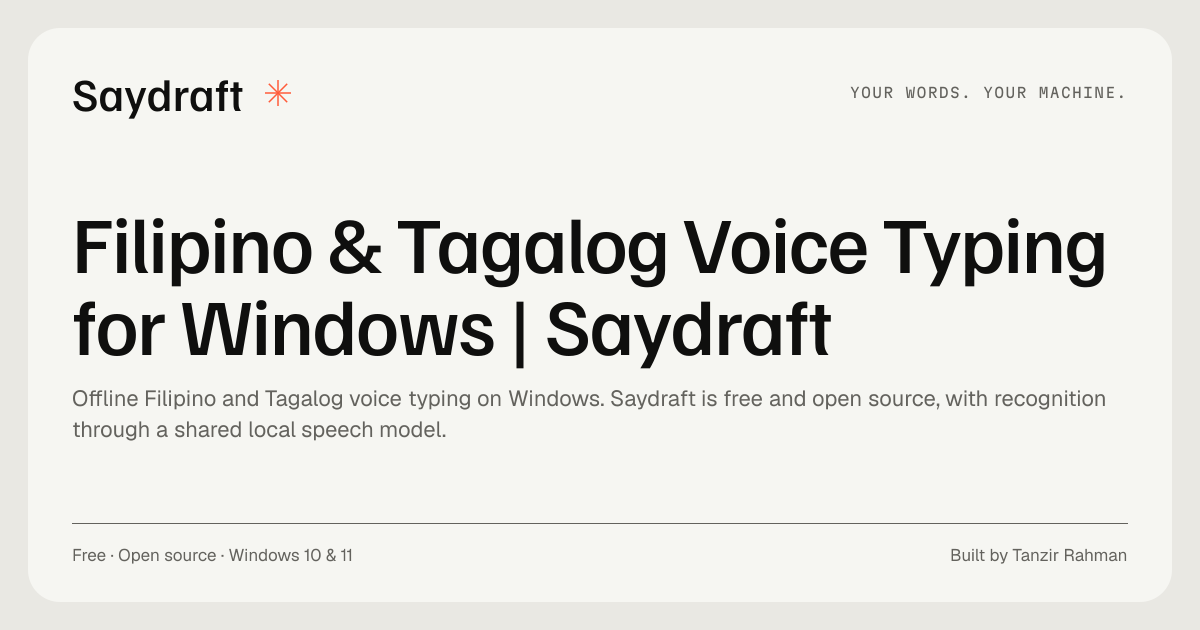 Saydraft
YOUR WORDS. YOUR MACHINE.
Filipino & Tagalog Voice Typing
for Windows | Saydraft
Offline Filipino and Tagalog voice typing on Windows. Saydraft is free and open source, with recognition
through a shared local speech model.
Free · Open source · Windows 10 & 11
Built by Tanzir Rahman